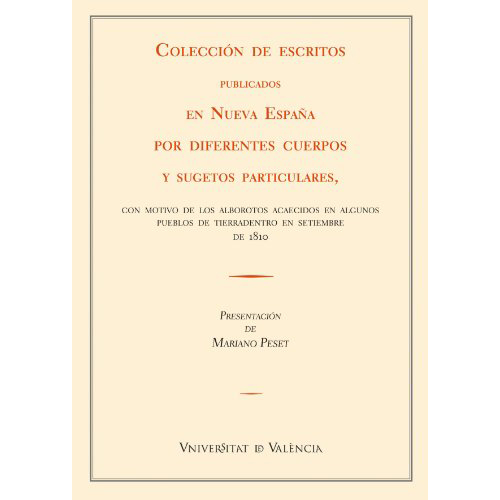 Colección de escritos
publicados
en Nueva España
por diferentes cuerpos
y sugetos particulares,
con motivo de los alborotos acaecidos en algunos
pueblos de tierradentro en setiembre
de 1810
Presentación
de
Mariano Peset
Vniversitat de València